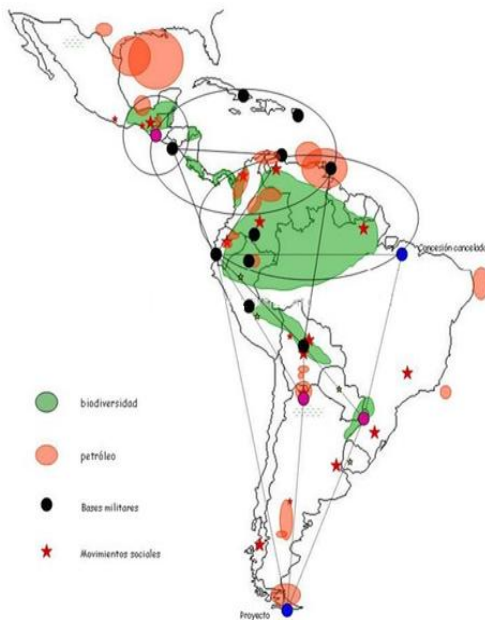 Concesión-cancelada
biodiversidad
petróleo
Bases militares
Movimientos sociales
Proyecto